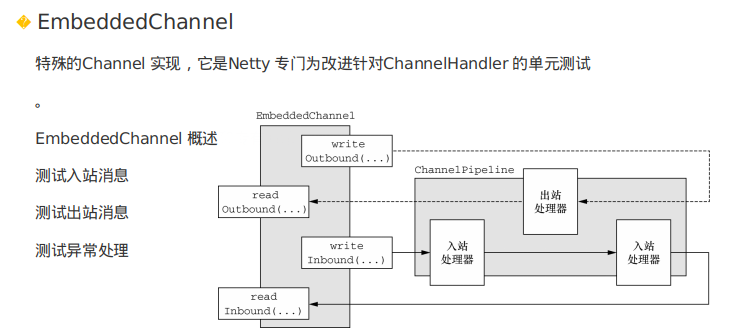 EmbeddedChannel
特殊的Channel 实现，它是Netty 专门为改进针对ChannelHandler 的单元测试
。
EmbeddedChannel 概述
测试入站消息
测试出站消息
测试异常处理
EmbeddedChannel
write
Outbound(...)
ChannelPipeline
read
Outbound(...)
出站
处理器
write
Inbound(...)
入站
处理器
入站
处理器
read
Inbound(...)